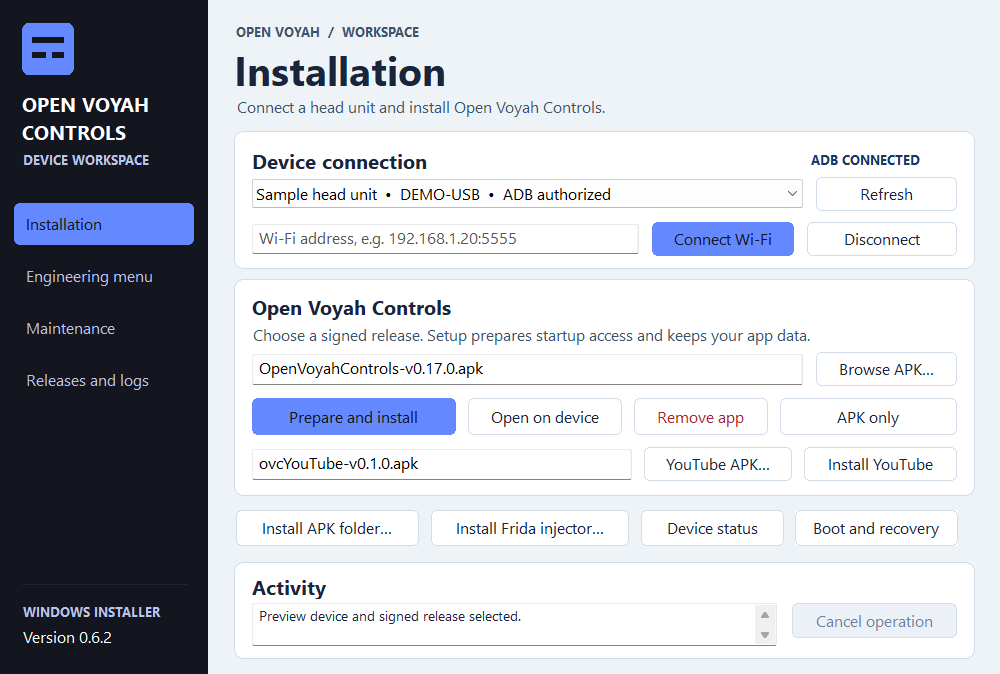 OPEN VOYAH
CONTROLS
DEVICE WORKSPACE
Installation
Engineering menu
Maintenance
Releases and logs
WINDOWS INSTALLER
Version 0.6.2
OPEN VOYAH / WORKSPACE
Installation
Connect a head unit and install Open Voyah Controls.
Device connection
ADB CONNECTED
Sample head unit • DEMO-USB • ADB authorized
Refresh
Wi-Fi address, e.g. 192.168.1.20:5555
Connect Wi-Fi
Disconnect
Open Voyah Controls
Choose a signed release. Setup prepares startup access and keeps your app data.
OpenVoyahControls-v0.17.0.apk
Browse APK...
Prepare and install
Open on device
Remove app
APK only
ovcYouTube-v0.1.0.apk
YouTube APK...
Install YouTube
Install APK folder...
Install Frida injector...
Device status
Boot and recovery
Activity
Preview device and signed release selected.
Cancel operation